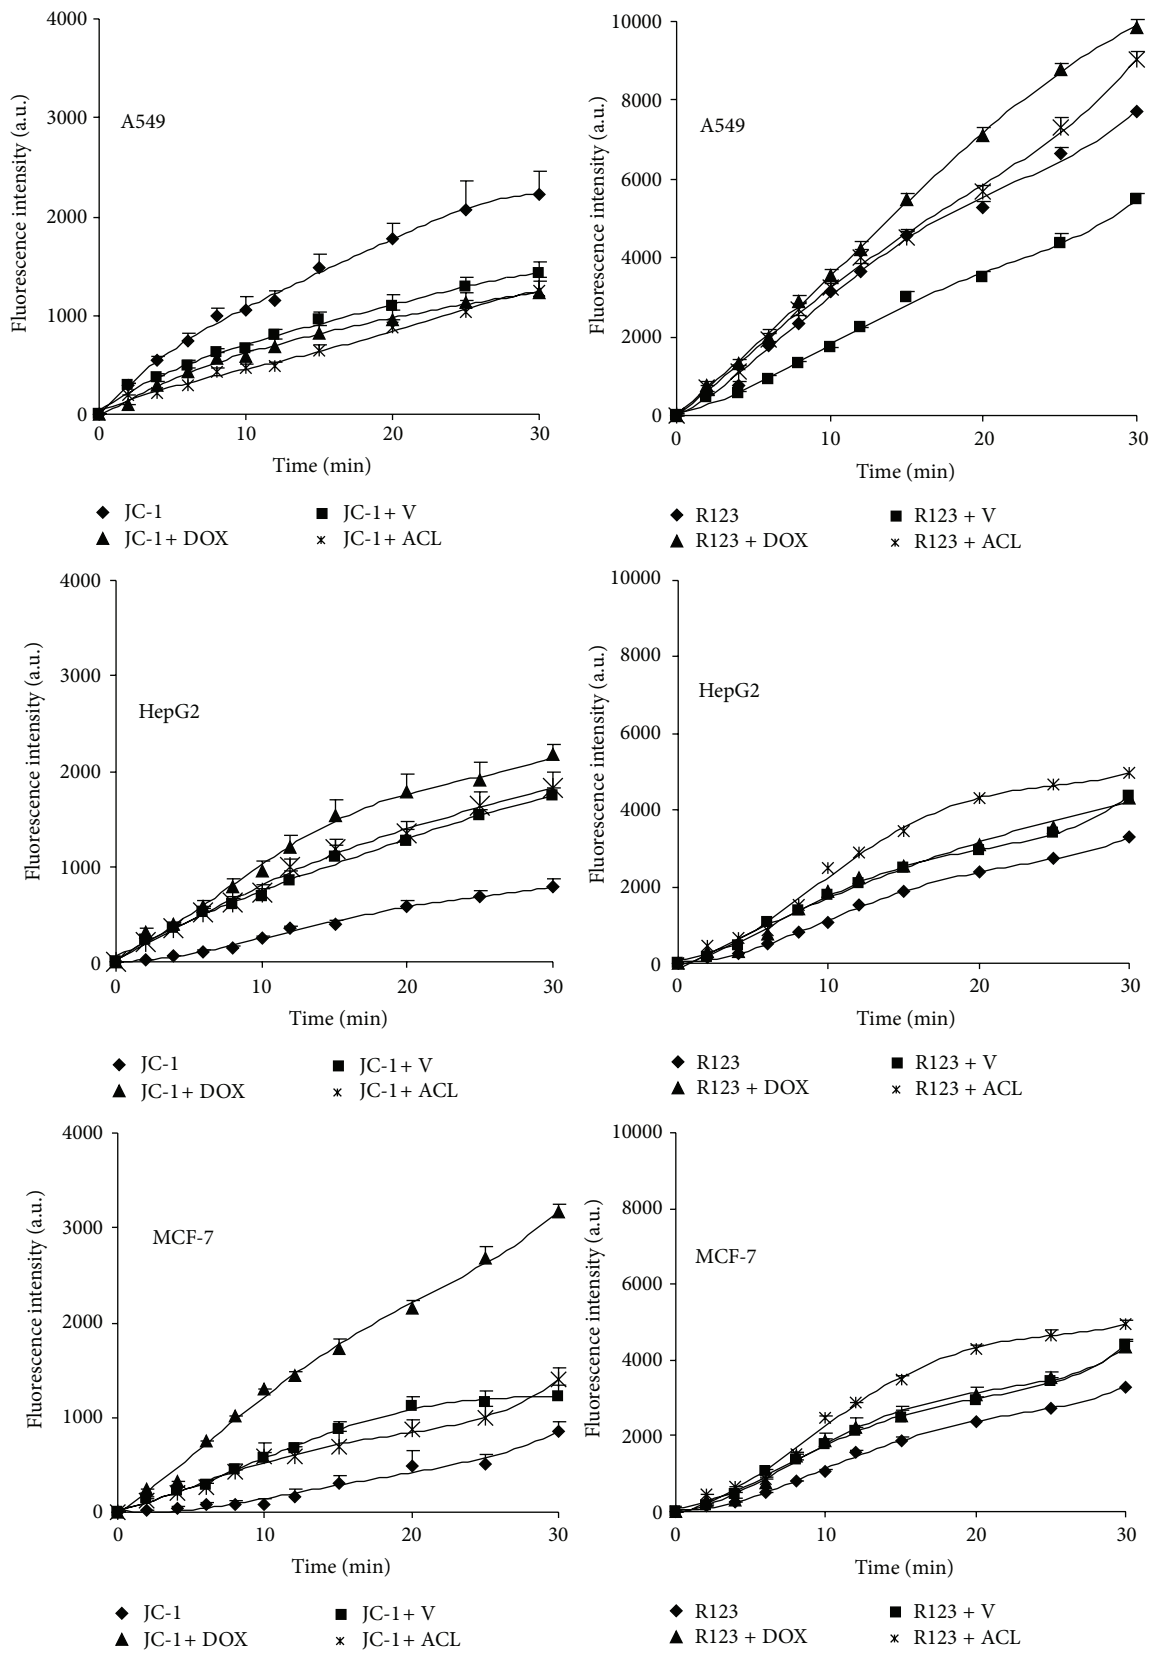 4000
3000
2000
1000
0
Fluorescence intensity (a.u.)
A549
0 10 20 30
Time (min)
JC-1 JC-1+ V
JC-1+ DOX JC-1+ ACL
10000
8000
6000
4000
2000
0
Fluorescence intensity (a.u.)
A549
0 10 20 30
Time (min)
R123 R123 + V
R123 + DOX R123 + ACL
4000
3000
2000
1000
0
Fluorescence intensity (a.u.)
HepG2
0 10 20 30
Time (min)
JC-1 JC-1+ V
JC-1+ DOX JC-1+ ACL
10000
8000
6000
4000
2000
0
Fluorescence intensity (a.u.)
HepG2
0 10 20 30
Time (min)
R123 R123 + V
R123 + DOX R123 + ACL
4000
3000
2000
1000
0
Fluorescence intensity (a.u.)
MCF-7
0 10 20 30
Time (min)
JC-1 JC-1+ V
JC-1+ DOX JC-1+ ACL
10000
8000
6000
4000
2000
0
Fluorescence intensity (a.u.)
MCF-7
0 10 20 30
Time (min)
R123 R123 + V
R123 + DOX R123 + ACL